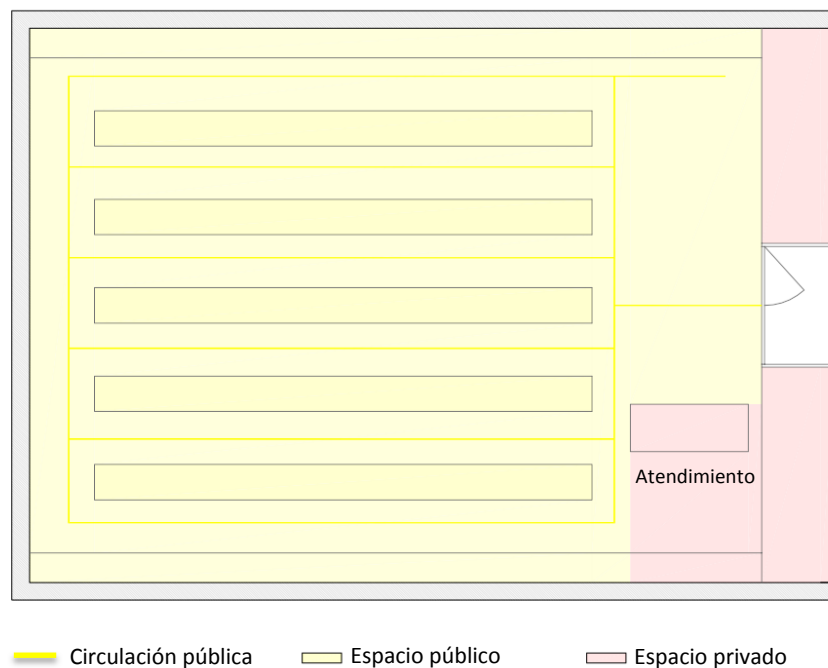 Atendimiento
Circulación pública
Espacio público
Espacio privado